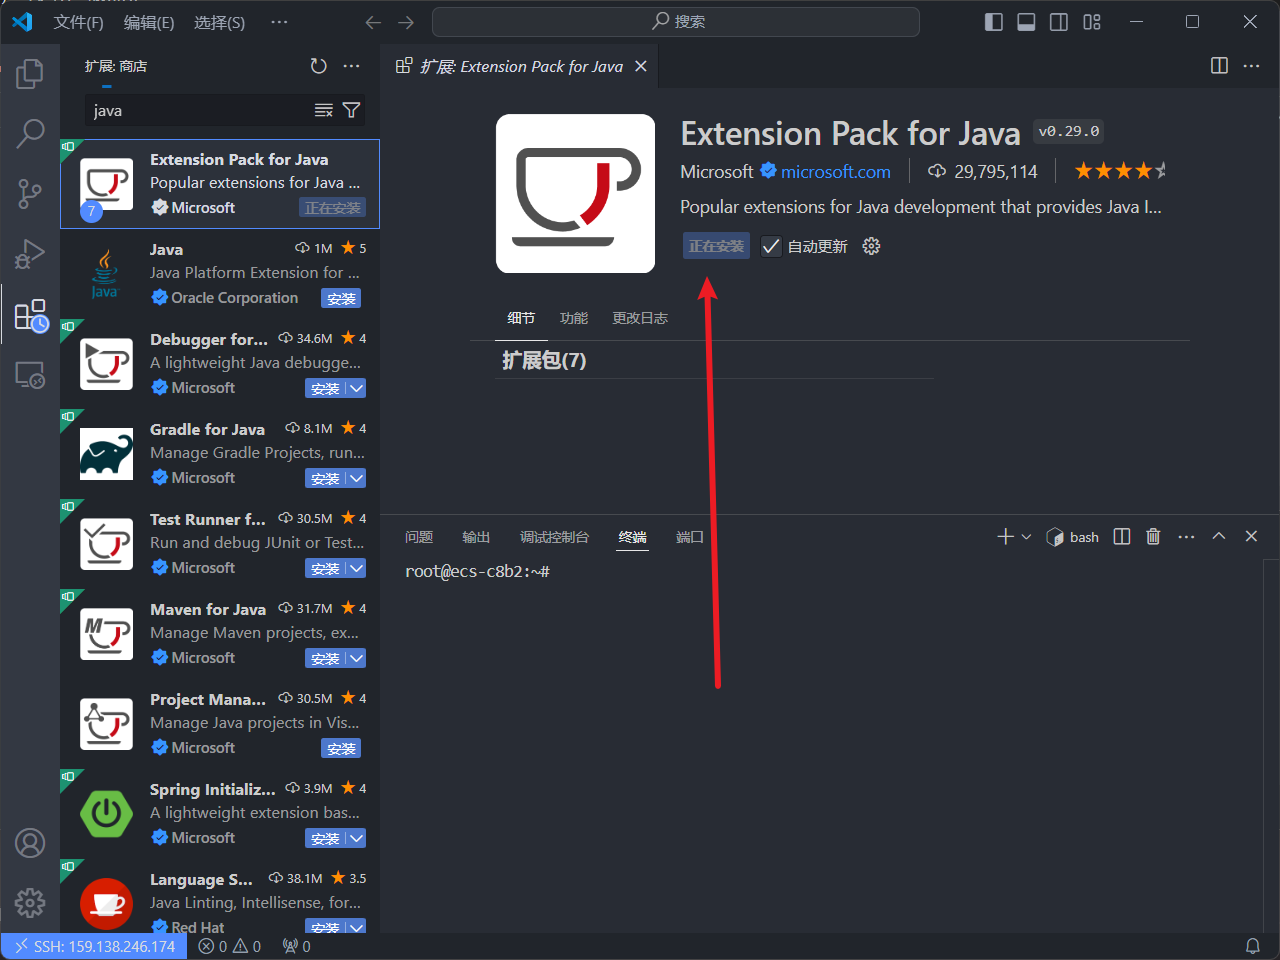 文件(F) 编辑(E) 选择(S) ··· 搜索
扩展: 商店
java
Extension Pack for Java
Popular extensions for Java ...
Microsoft 正在安装
7
Java 1M 5
Java Platform Extension for ...
Oracle Corporation 安装
Java
Debugger for... 34.6M 4
A lightweight Java debugge...
Microsoft 安装
Gradle for Java 8.1M 4
Manage Gradle Projects, run...
Microsoft 安装
Test Runner f... 30.5M 4
Run and debug JUnit or Test...
Microsoft 安装
Maven for Java 31.7M 4
Manage Maven projects, ex...
Microsoft 安装
M
Project Mana... 30.5M 4
Manage Java projects in Vis...
Microsoft 安装
Spring Initializ... 3.9M 4
A lightweight extension bas...
Microsoft 安装
Language S... 38.1M 3.5
Java Linting, Intellisense, for...
Red Hat 安装
扩展: Extension Pack for Java
Extension Pack for Java v0.29.0
Microsoft microsoft.com 29,795,114
Popular extensions for Java development that provides Java I...
正在安装 自动更新
细节 功能 更改日志
扩展包(7)
问题 输出 调试控制台 终端 端口 bash
root@ecs-c8b2:~#
SSH: 159.138.246.174 0 0 0